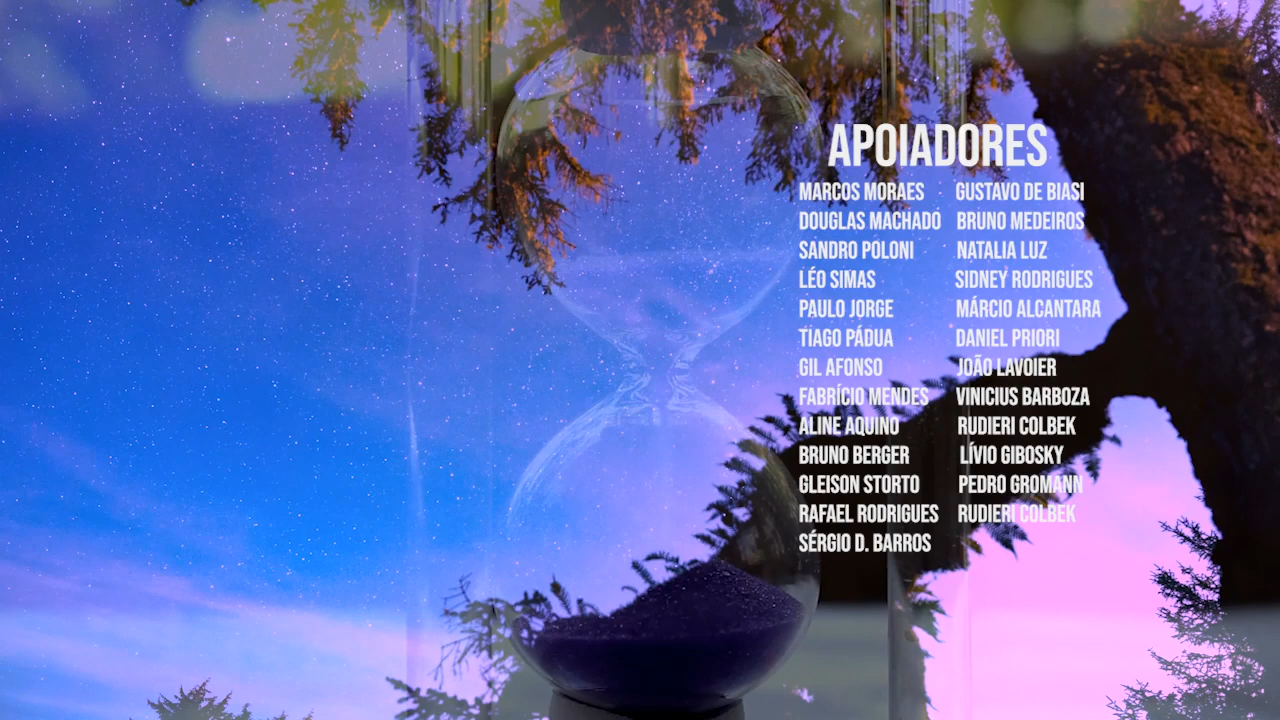 APOIADORES
MARCOS MORAES GUSTAVO DE BIASI
DOUGLAS MACHADO BRUNO MEDEIROS
SANDRO POLONI NATALIA LUZ
LÉO SIMAS SIDNEY RODRIGUES
PAULO JORGE MÁRCIO ALCANTARA
TIAGO PÁDUA DANIEL PRIORI
GIL AFONSO JOÃO LAVOIER
FABRÍCIO MENDES VINICIUS BARBOZA
ALINE AQUINO RUDIERI COLBEK
BRUNO BERGER LÍVIO GIBOSKY
GLEISON STORTO PEDRO GROMANN
RAFAEL RODRIGUES RUDIERI COLBEK
SÉRGIO D. BARROS